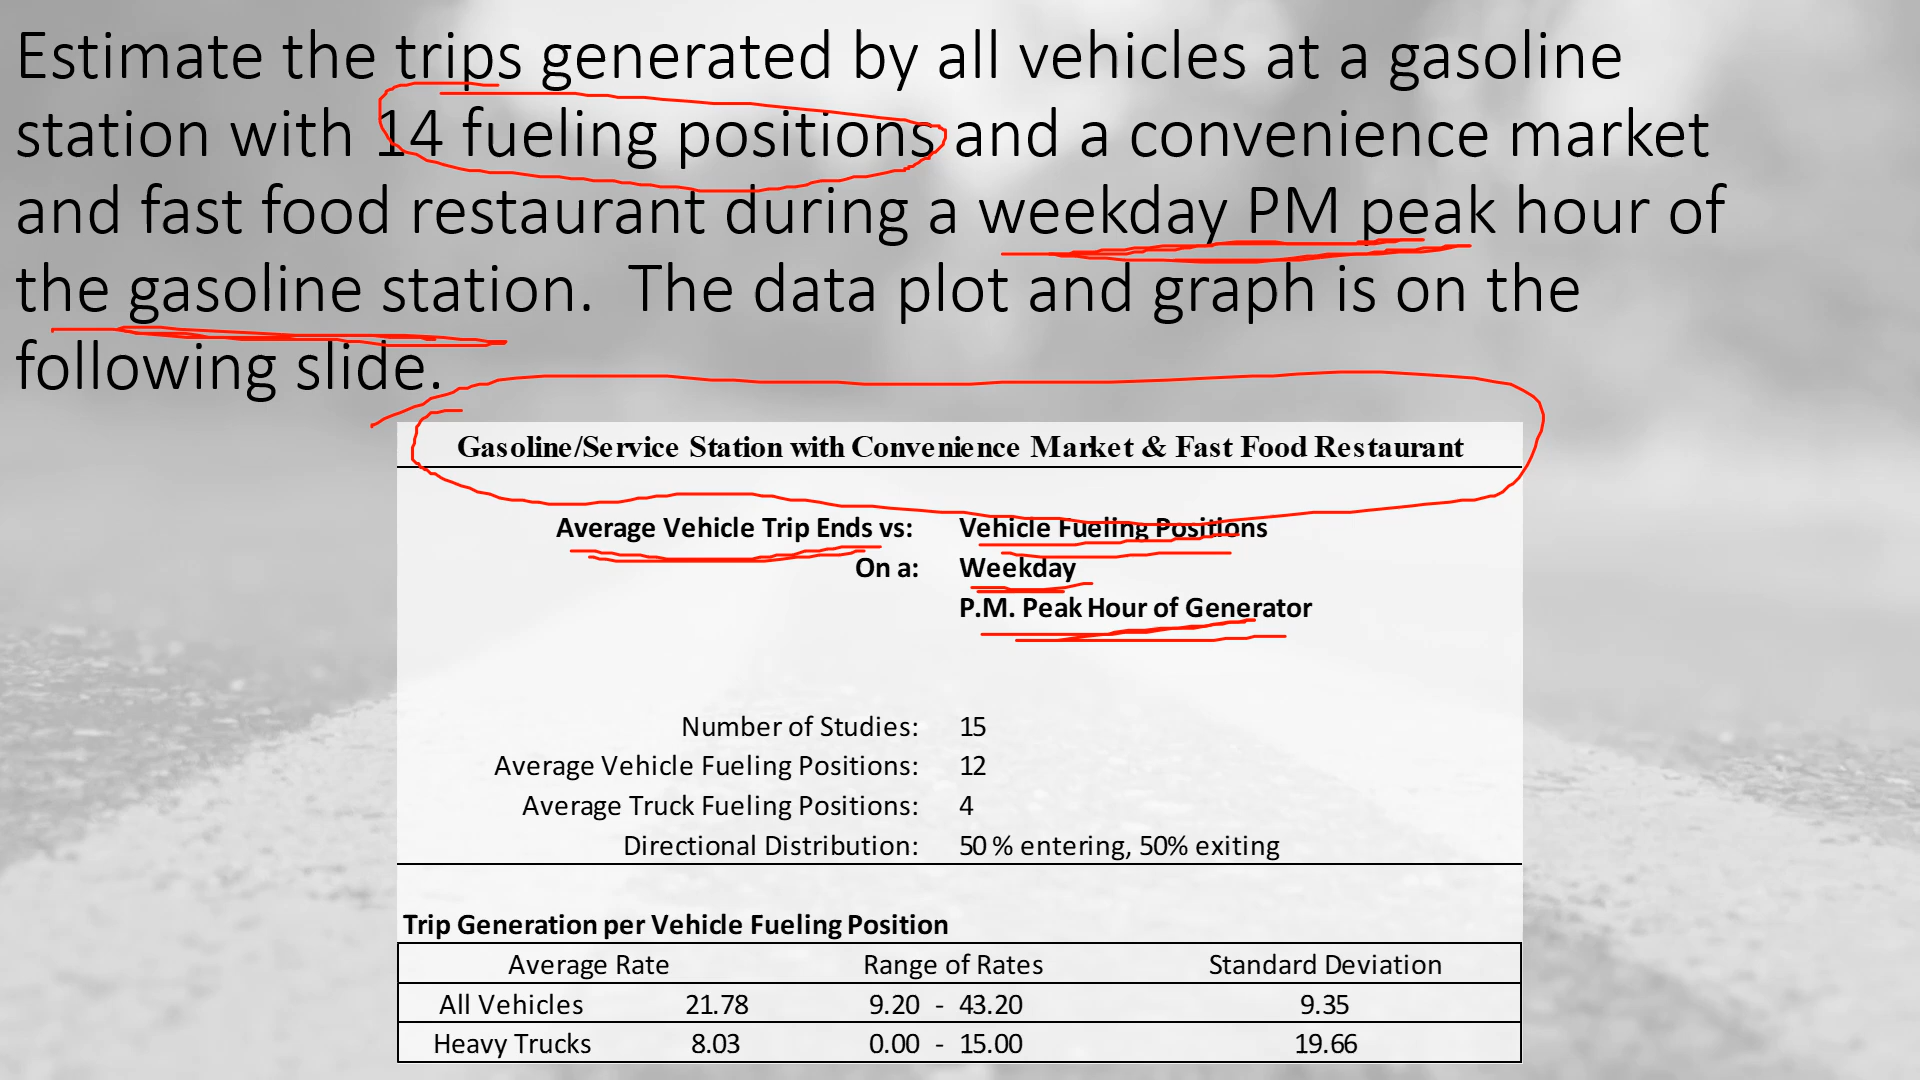 Estimate the trips generated by all vehicles at a gasoline
station with 14 fueling positions and a convenience market
and fast food restaurant during a weekday PM peak hour of
the gasoline station. The data plot and graph is on the
following slide.
Gasoline/Service Station with Convenience Market & Fast Food Restaurant
Average Vehicle Trip Ends vs: Vehicle Fueling Positions
On a: Weekday
P.M. Peak Hour of Generator
Number of Studies: 15
Average Vehicle Fueling Positions: 12
Average Truck Fueling Positions: 4
Directional Distribution: 50 % entering, 50% exiting
Trip Generation per Vehicle Fueling Position
Average Rate Range of Rates Standard Deviation
All Vehicles 21.78 9.20 - 43.20 9.35
Heavy Trucks 8.03 0.00 - 15.00 19.66